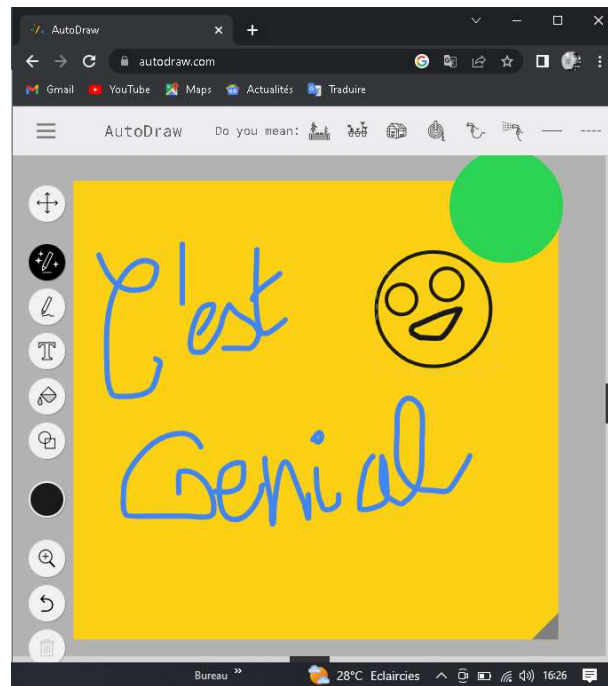 AutoDraw
autodraw.com
Gmail YouTube Maps Actualités Traduire
AutoDraw Do you mean:
C'est
Genial
Bureau » 28°C Eclaircies 16:26